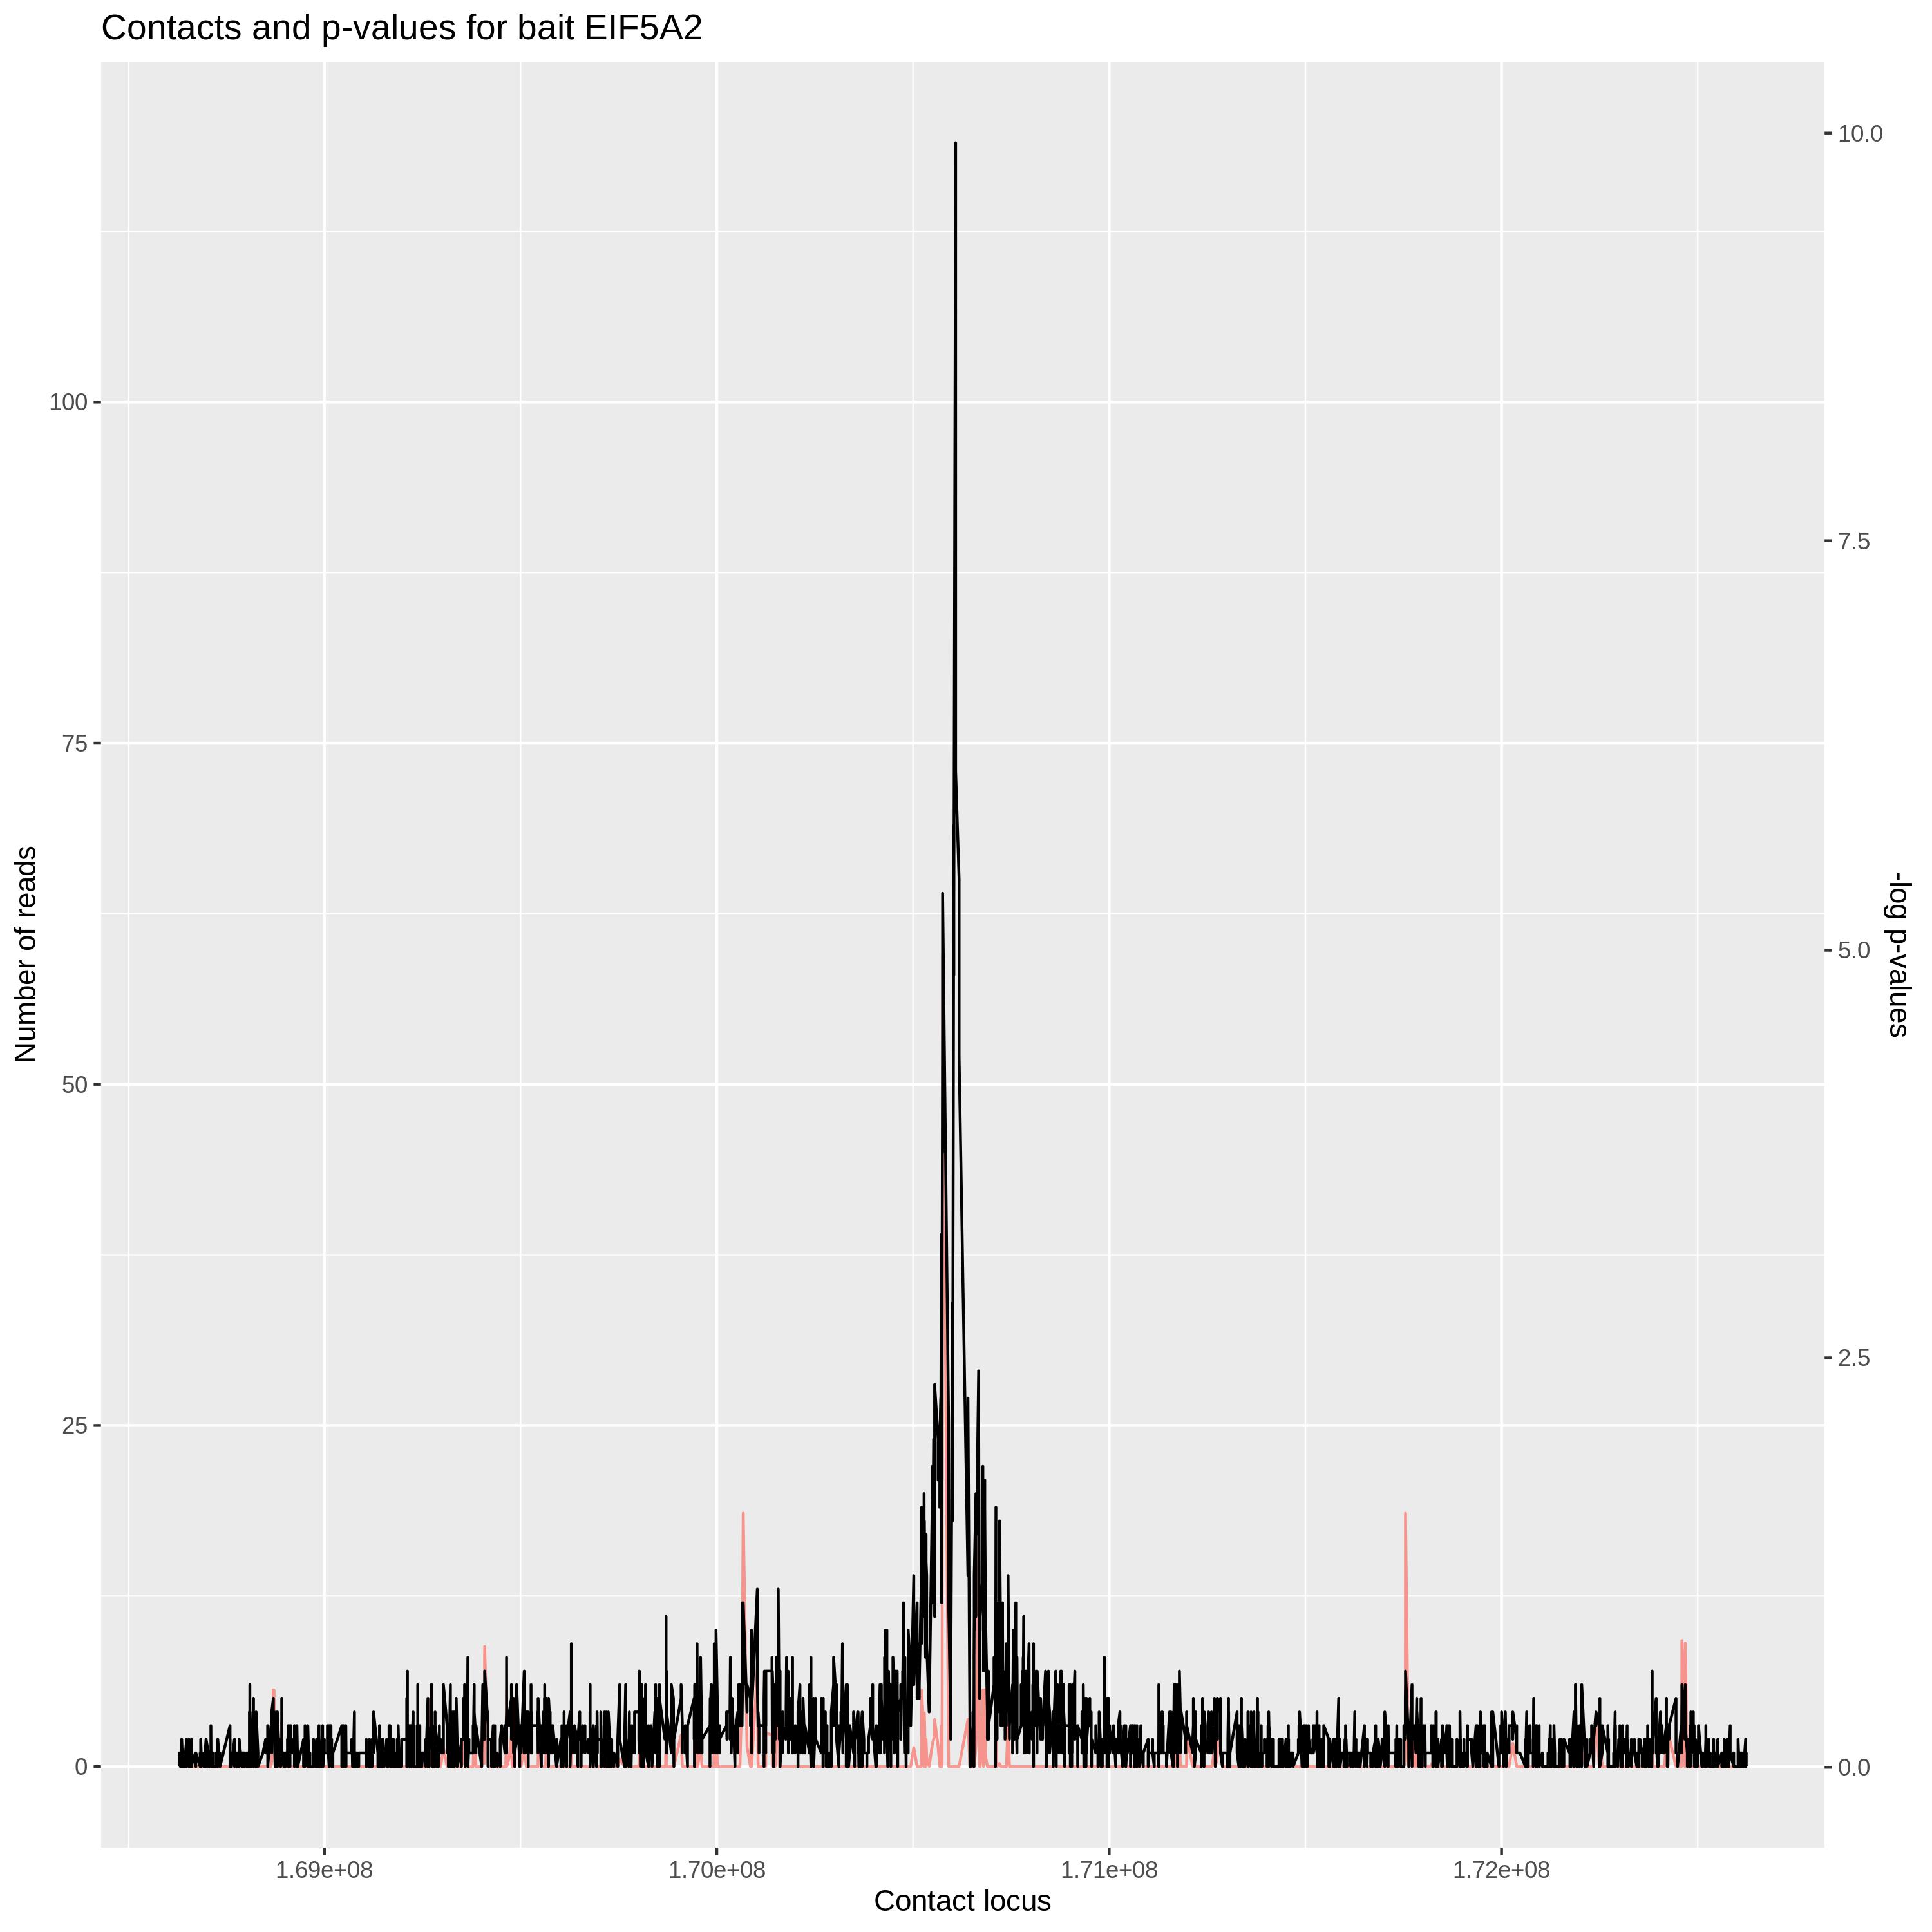 Contacts and p-values for bait EIF5A2
10.0
100
7.5
75
Number of reads
-log p-values
5.0
50
2.5
25
0
0.0
1.69e+08 1.70e+08 1.71e+08 1.72e+08
Contact locus